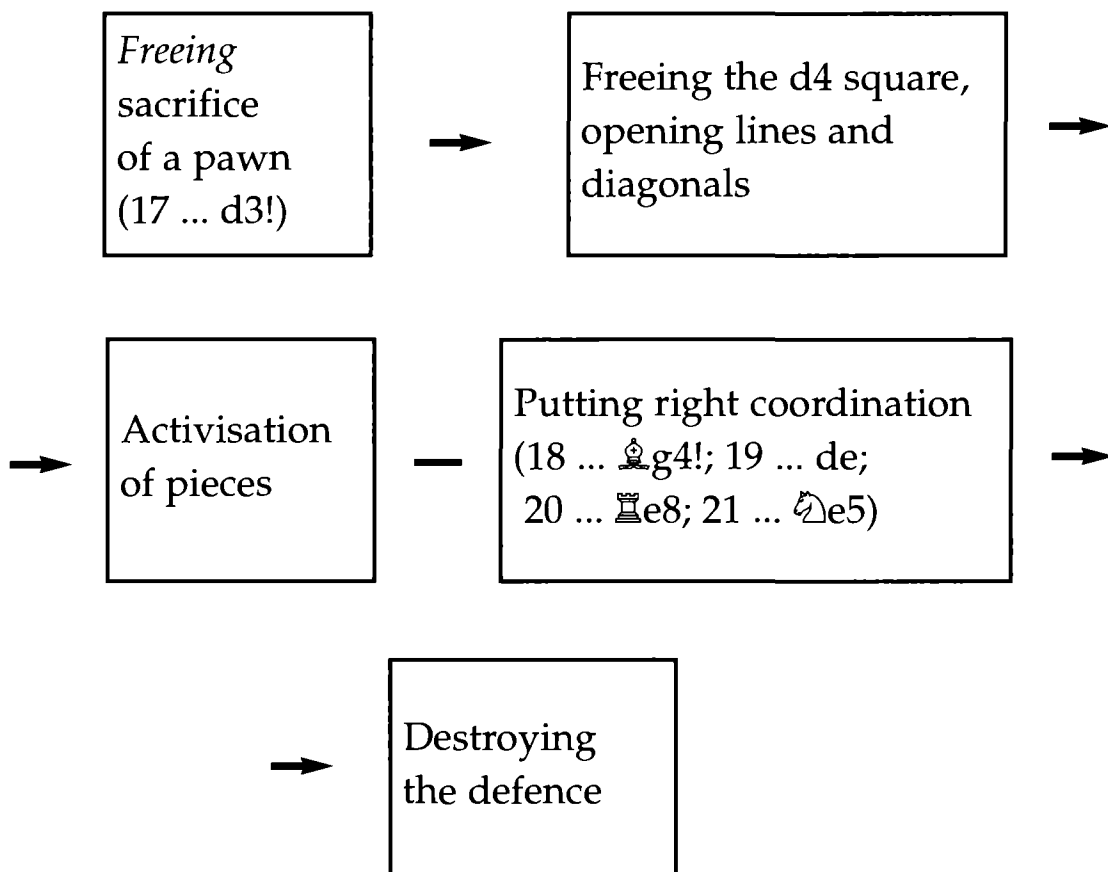 Freeing
sacrifice
of a pawn
(17 ... d3!)
Freeing the d4 square,
opening lines and
diagonals
Activisation
of pieces
Putting right coordination
(18 ... ♗g4!; 19 ... de;
20 ... ♖e8; 21 ... ♘e5)
Destroying
the defence